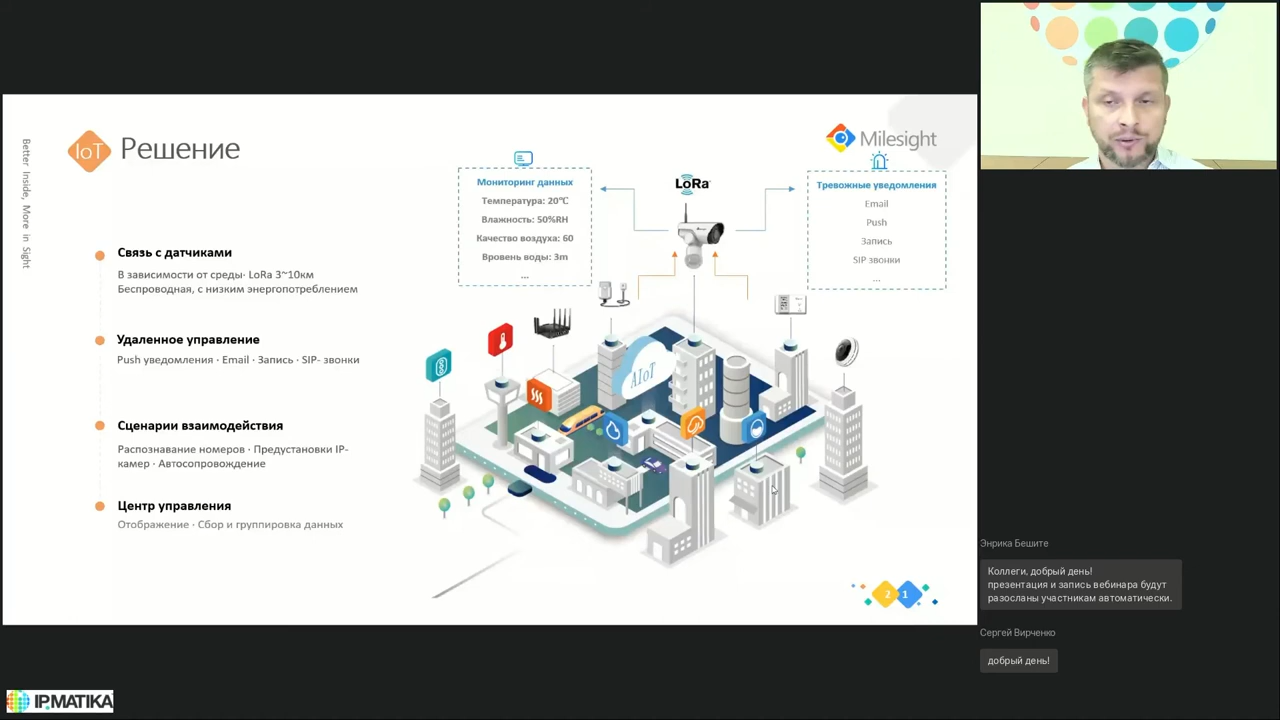 Better Inside, More in Sight
IoT Решение
Milesight
Связь с датчиками
В зависимости от среды· LoRa 3~10км
Беспроводная, с низким энергопотреблением
Удаленное управление
Push уведомления · Email · Запись · SIP- звонки
Сценарии взаимодействия
Распознавание номеров · Предустановки IP-
камер · Автосопровождение
Центр управления
Отображение · Сбор и группировка данных
Мониторинг данных
Температура: 20℃
Влажность: 50%RH
Качество воздуха: 60
Вровень воды: 3m
...
LoRa
Тревожные уведомления
Email
Push
Запись
SIP звонки
...
AIoT
2 1
Энрика Бешите
Коллеги, добрый день!
презентация и запись вебинара будут
разосланы участникам автоматически.
Сергей Вирченко
добрый день!
IPMATIKA